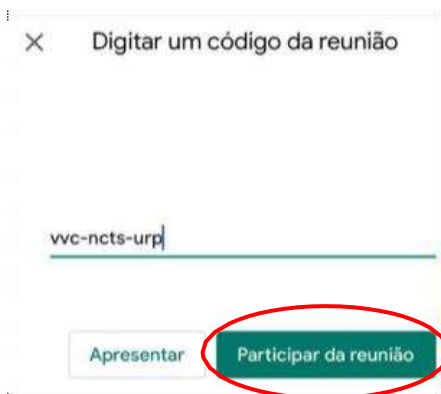 Digitar um código da reunião
vvc-ncts-urp
Apresentar
Participar da reunião